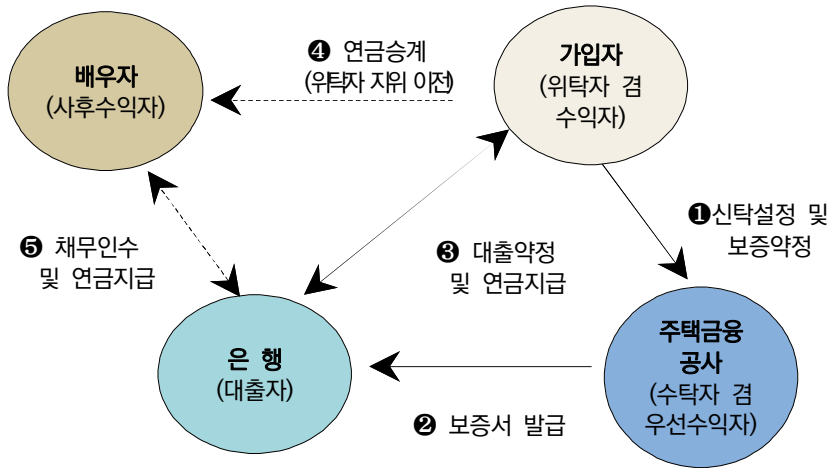 ❹ 연금승계
(위탁자 지위 이전)
배우자
(사후수익자)
가입자
(위탁자 겸
수익자)
❶신탁설정 및
보증약정
❺ 채무인수
및 연금지급
❸ 대출약정
및 연금지급
은 행
(대출자)
주택금융
공사
(수탁자 겸
우선수익자)
❷ 보증서 발급